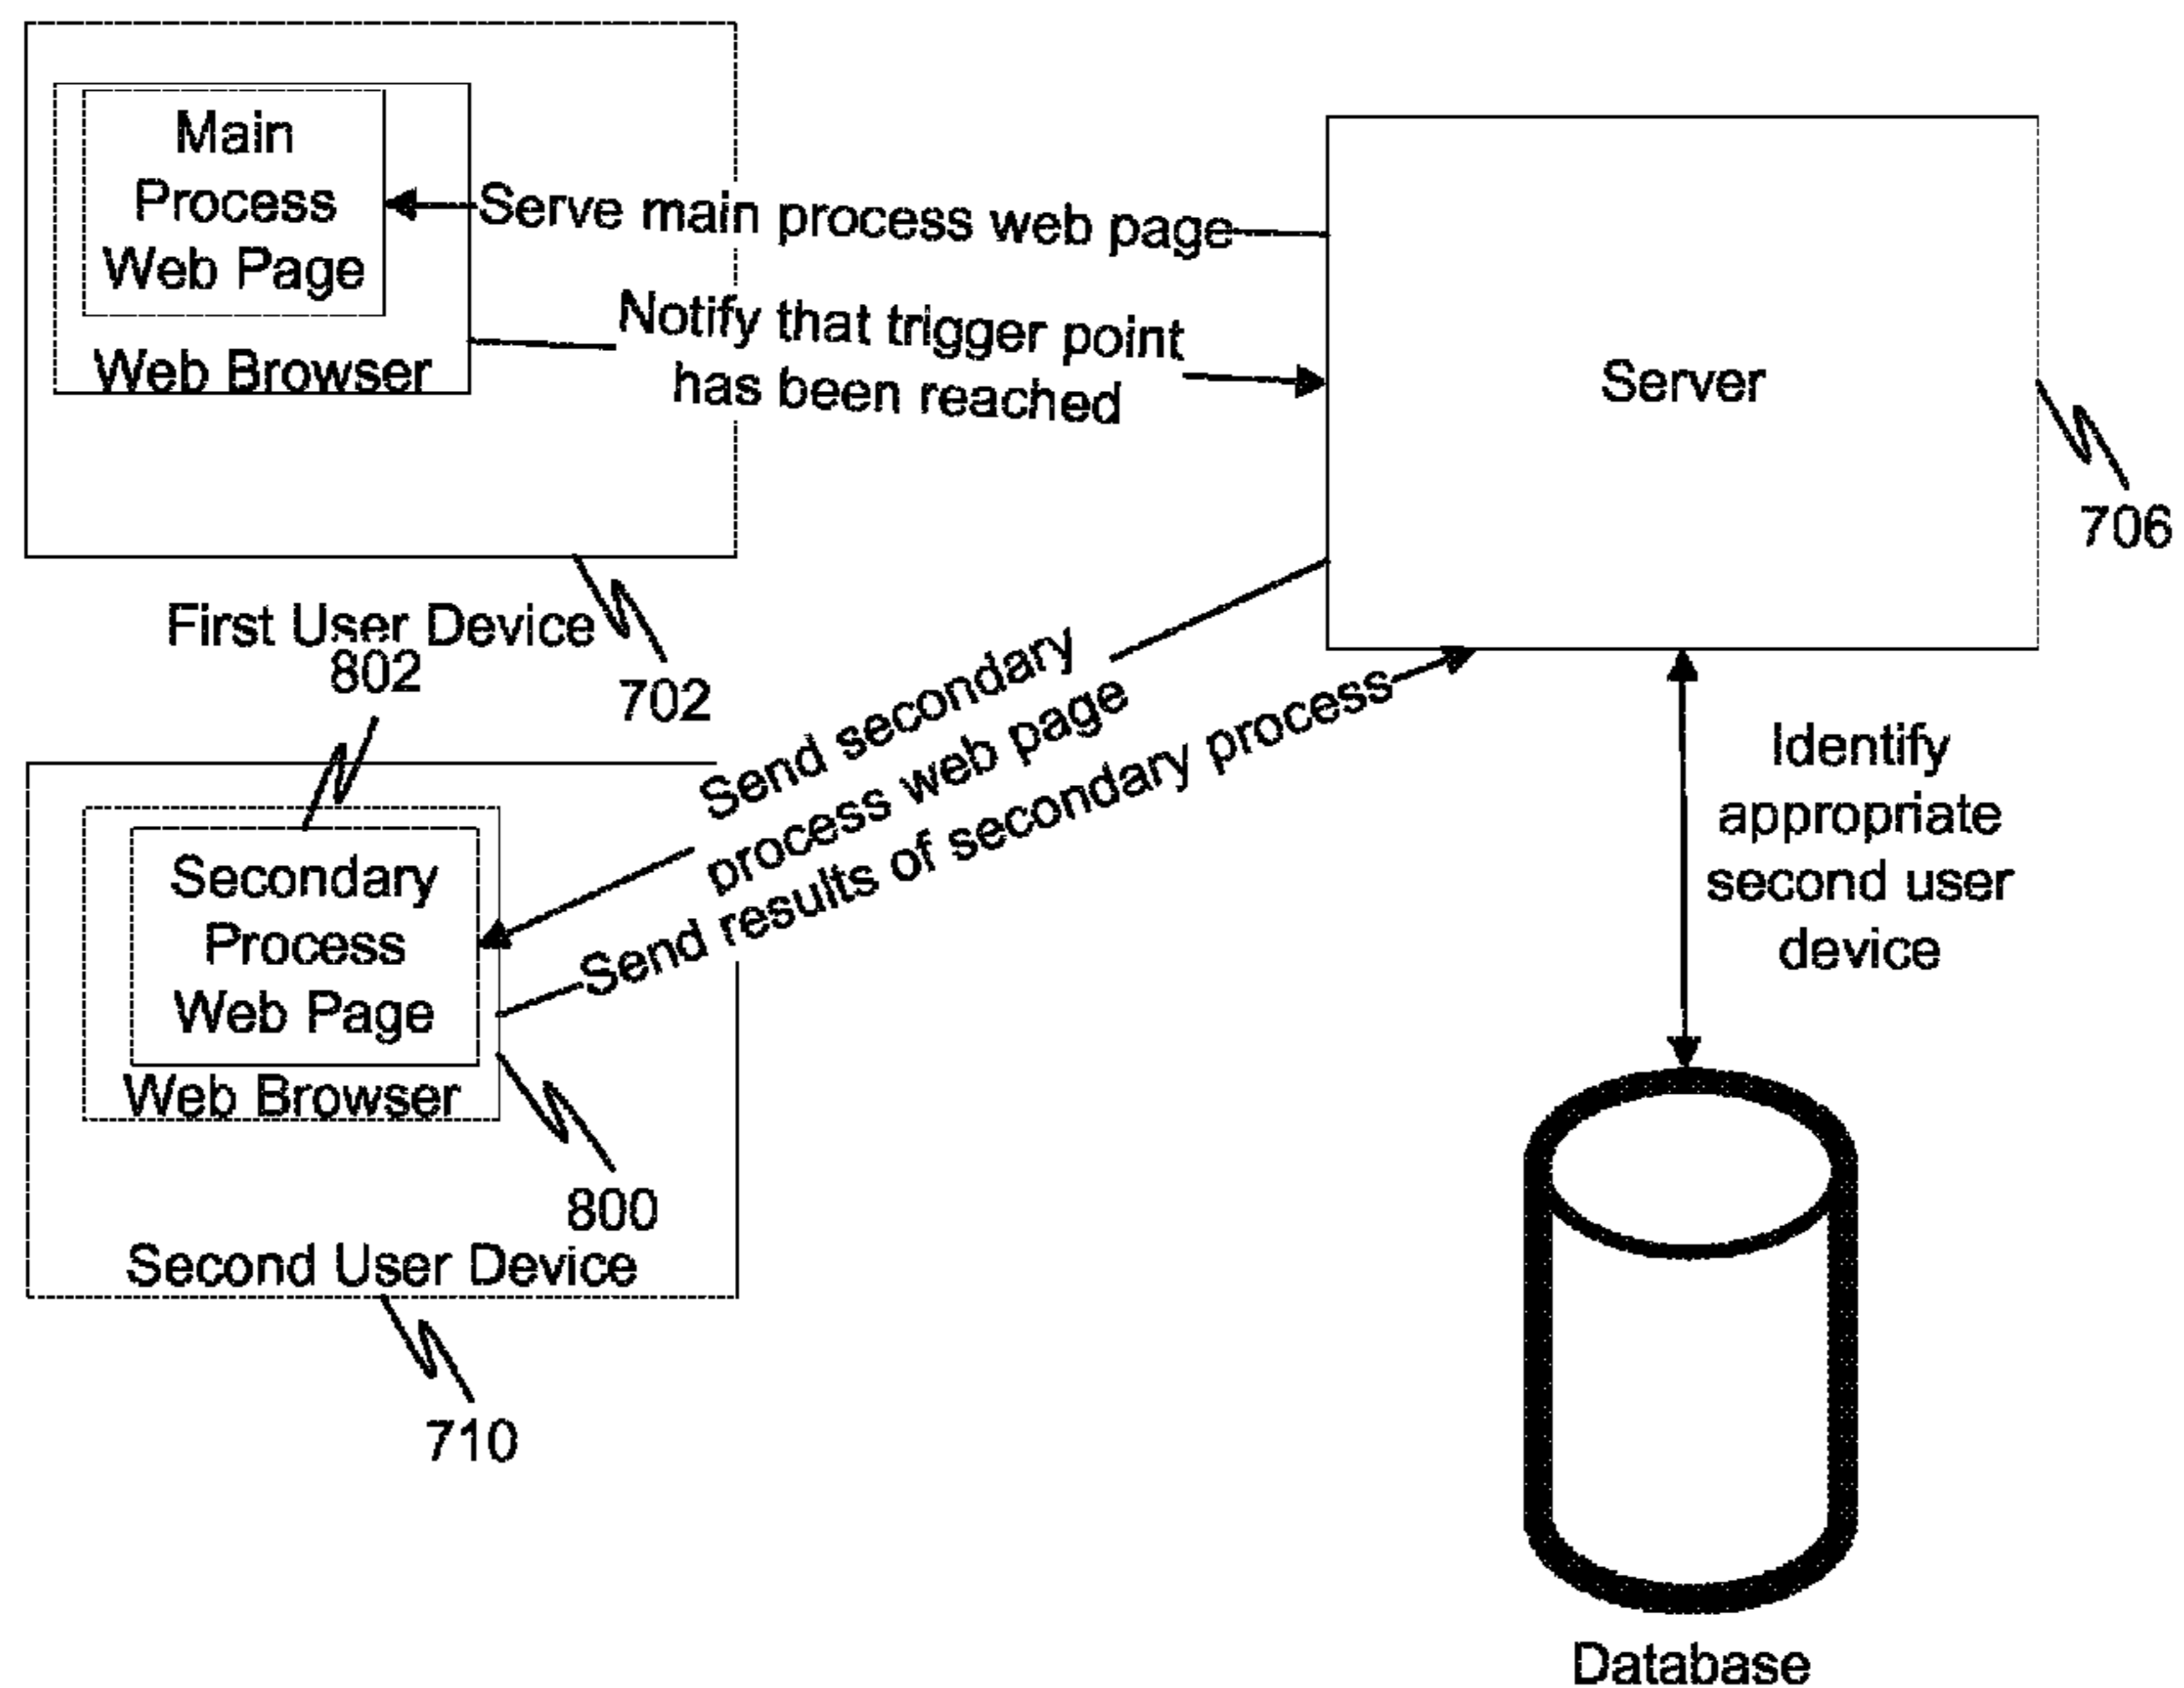 Main
Process
Web Page
Web Browser
Serve main process web page
Notify that trigger point
has been reached
Server
706
First User Device
702
802
Send secondary
process web page
Send results of secondary process
Identify
appropriate
second user
device
Secondary
Process
Web Page
Web Browser
800
Second User Device
710
Database